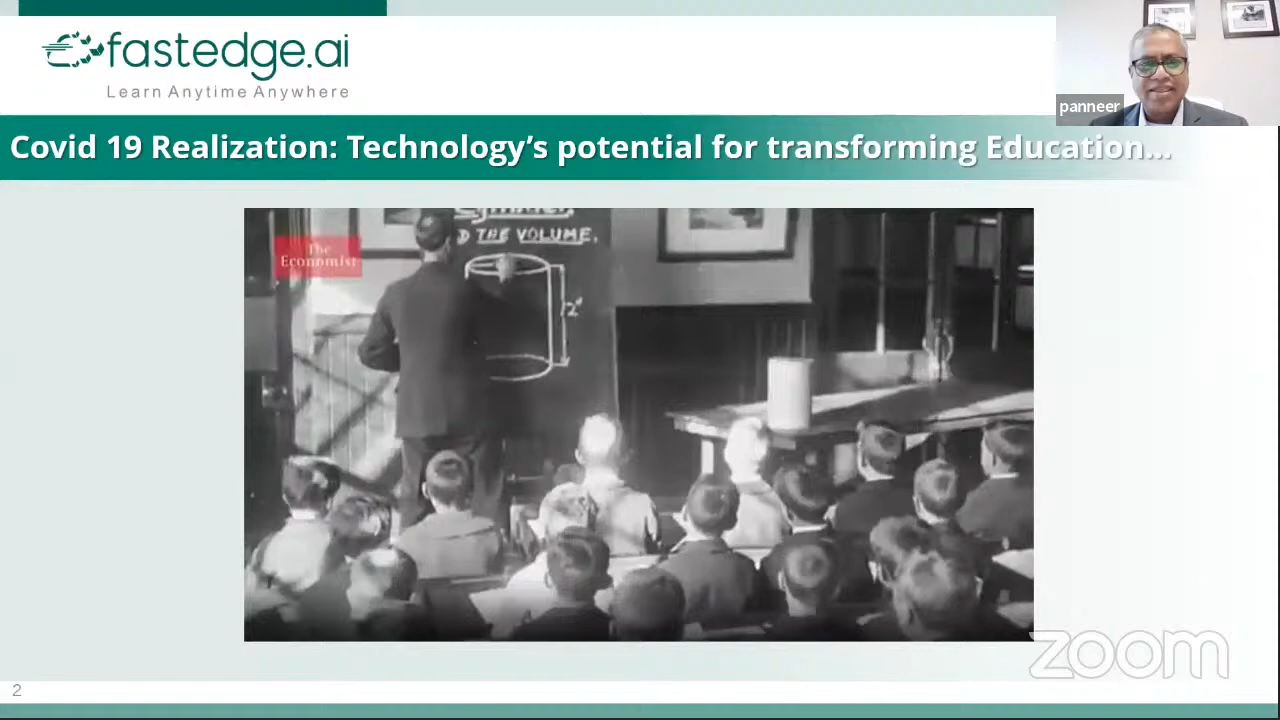 fastedge.ai
Learn Anytime Anywhere
panneer
Covid 19 Realization: Technology's potential for transforming Education...
The
Economist
D THE VOLUME.
12"
zoom
2